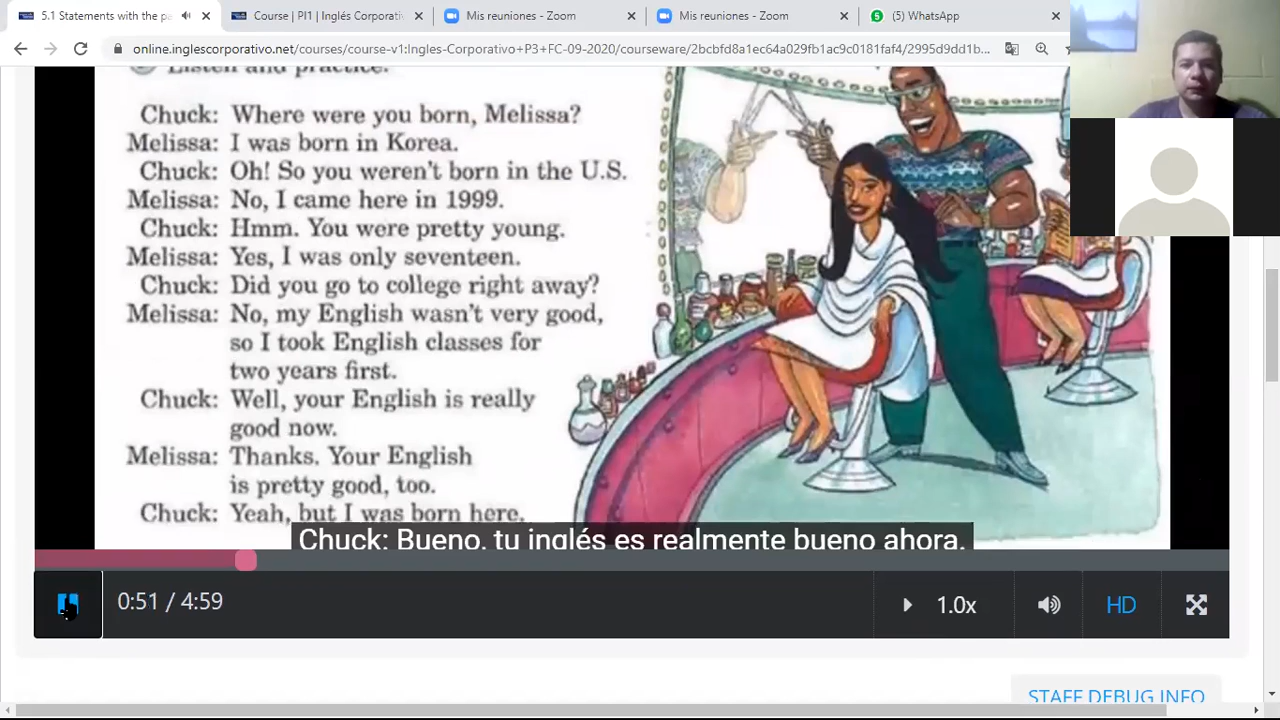 5.1 Statements with the pa
Course | PI1 | Inglés Corporativ
Mis reuniones - Zoom
Mis reuniones - Zoom
(5) WhatsApp
online.inglescorporativo.net/courses/course-v1:Ingles-Corporativo+P3+FC-09-2020/courseware/2bcbfd8a1ec64a029fb1ac30181faf4/2995d9dd1b...
Listen and practice.
Chuck: Where were you born, Melissa?
Melissa: I was born in Korea.
Chuck: Oh! So you weren't born in the U.S.
Melissa: No, I came here in 1999.
Chuck: Hmm. You were pretty young.
Melissa: Yes, I was only seventeen.
Chuck: Did you go to college right away?
Melissa: No, my English wasn't very good,
so I took English classes for
two years first.
Chuck: Well, your English is really
good now.
Melissa: Thanks. Your English
is pretty good, too.
Chuck: Yeah, but I was born here.
Chuck: Bueno, tu inglés es realmente bueno ahora.
0:51 / 4:59
1.0x
HD
STAFF DEBUG INFO